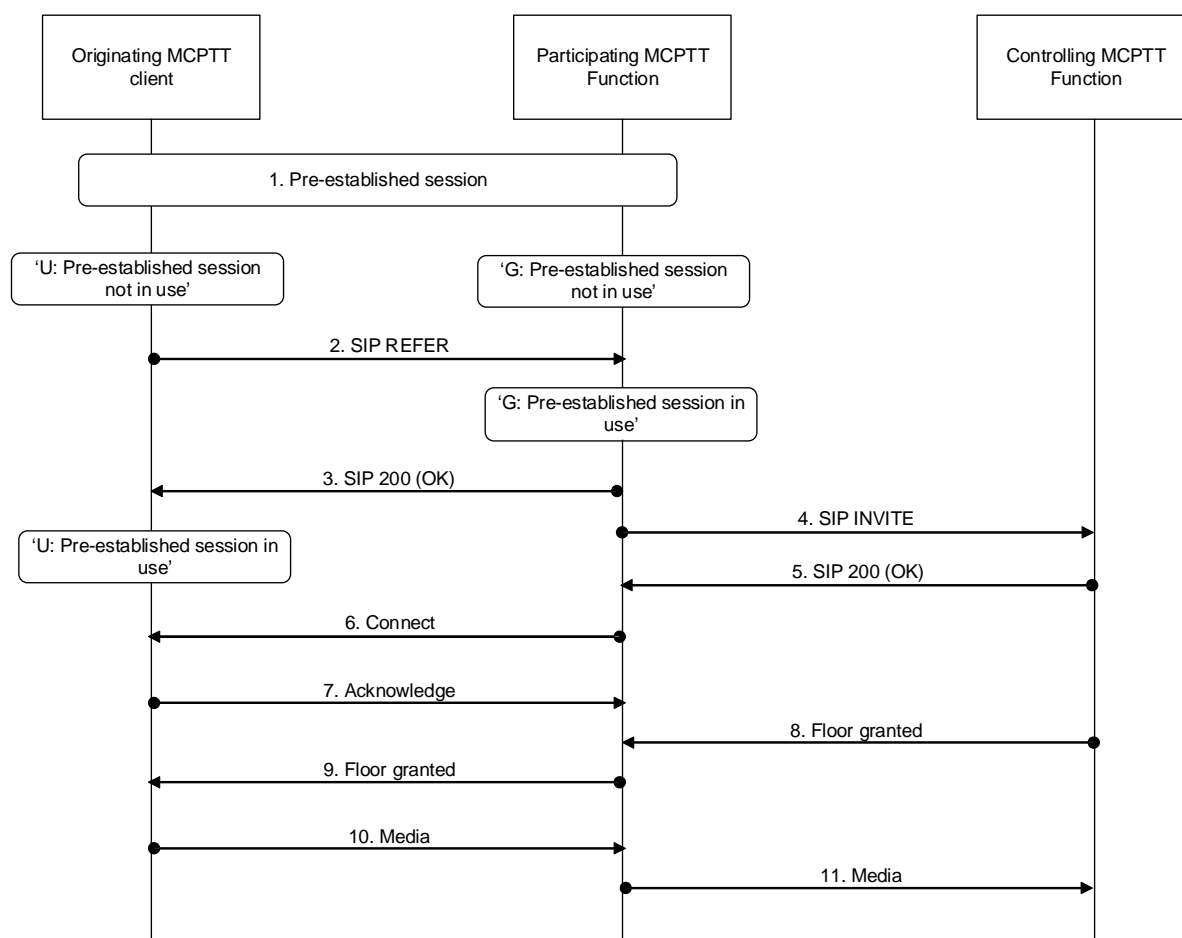 Originating MCPTT
client
Participating MCPTT
Function
Controlling MCPTT
Function
1. Pre-established session
‘U: Pre-established session
not in use’
‘G: Pre-established session
not in use’
2. SIP REFER
‘G: Pre-established session in
use’
3. SIP 200 (OK)
4. SIP INVITE
‘U: Pre-established session in
use’
5. SIP 200 (OK)
6. Connect
7. Acknowledge
8. Floor granted
9. Floor granted
10. Media
11. Media